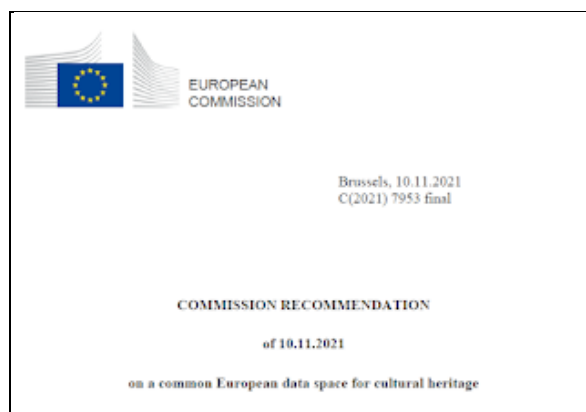 EUROPEAN
COMMISSION
Brussels, 10.11.2021
C(2021) 7953 final
COMMISSION RECOMMENDATION
of 10.11.2021
on a common European data space for cultural heritage